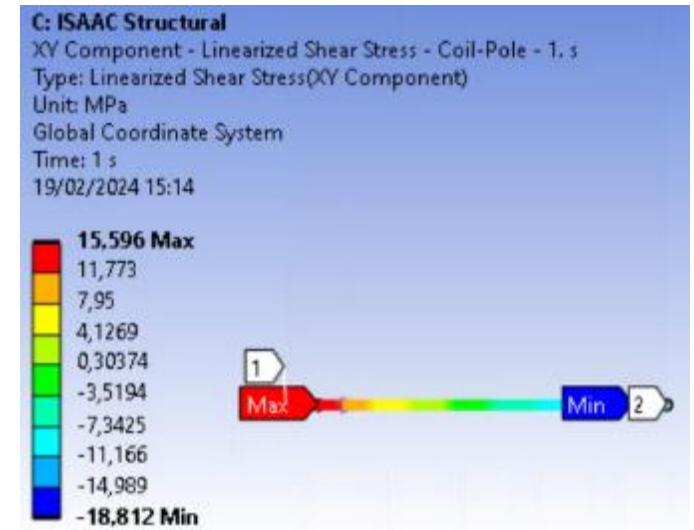 C: ISAAC Structural
XY Component - Linearized Shear Stress - Coil-Pole - 1. s
Type: Linearized Shear Stress(XY Component)
Unit: MPa
Global Coordinate System
Time: 1 s
19/02/2024 15:14
15,596 Max
11,773
7,95
4,1269
0,30374
-3,5194
-7,3425
-11,166
-14,989
-18,812 Min
1
Max
Min
2